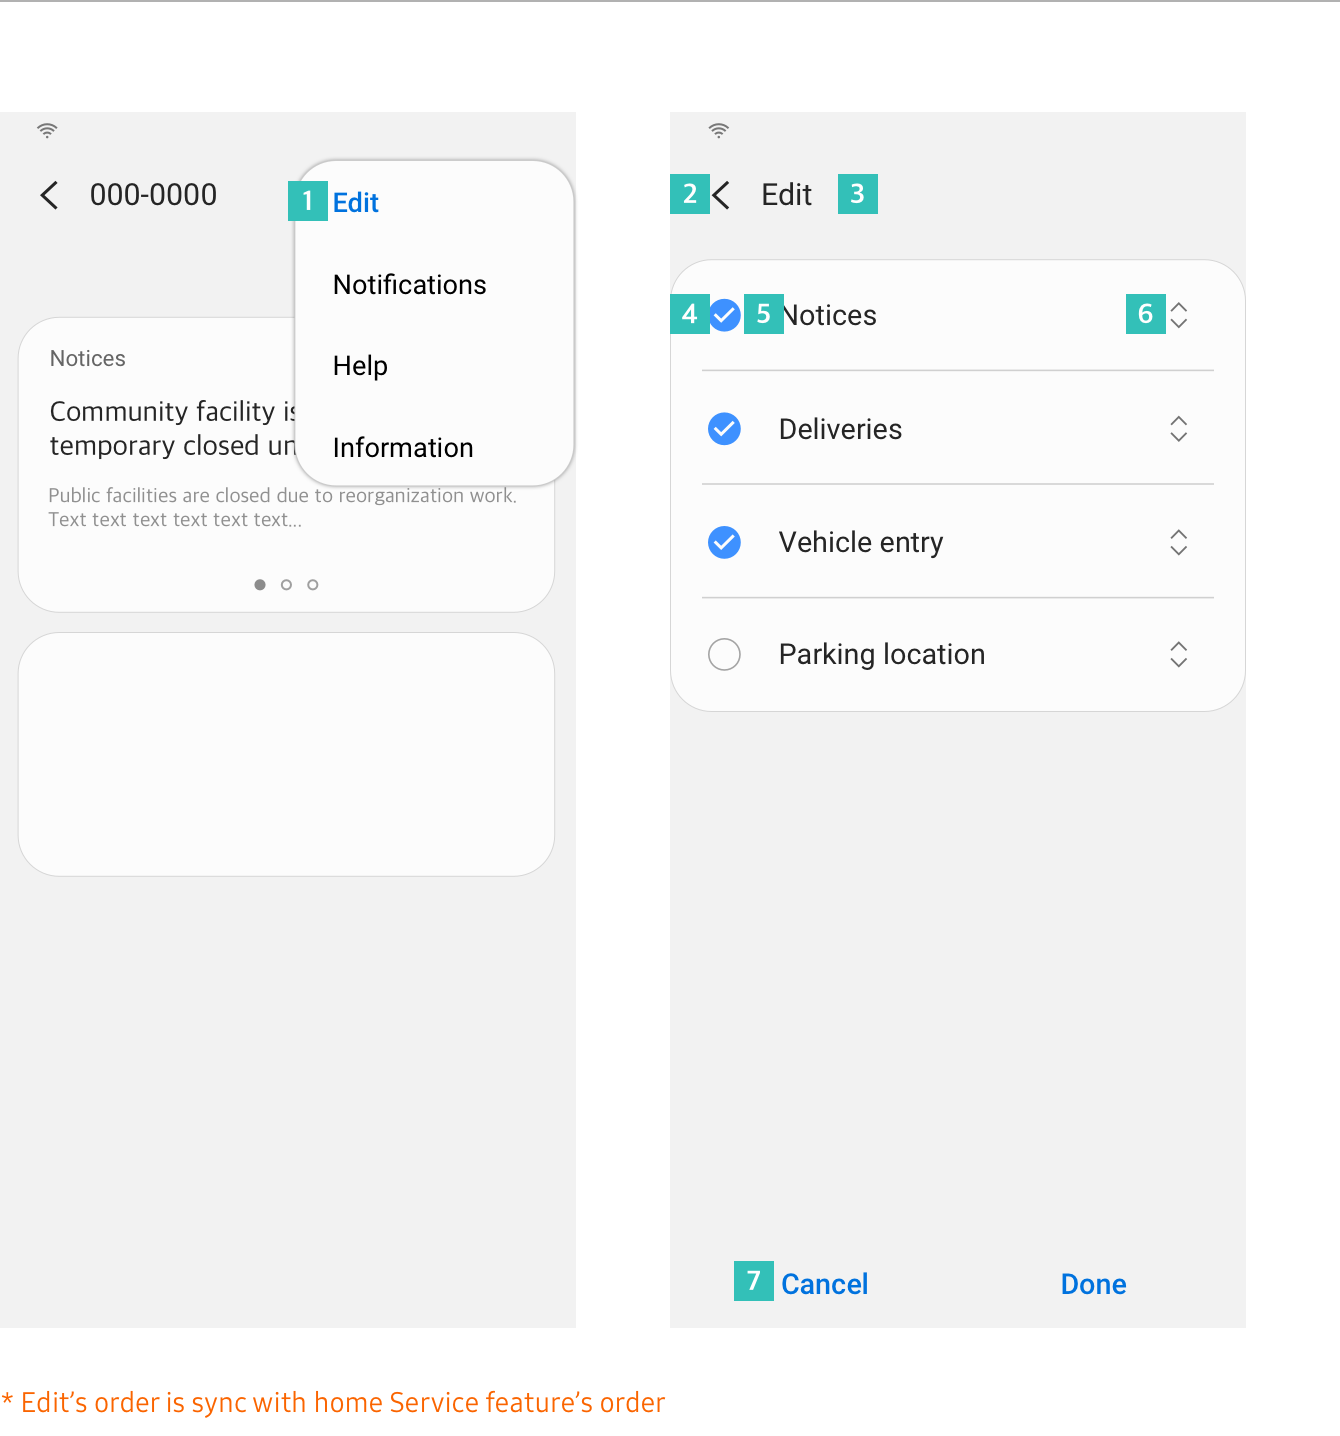 000-0000
1 Edit
Notifications
Help
Information
Notices
Community facility is
temporary closed un
Public facilities are closed due to reorganization work.
Text text text text text text...
2 Edit 3
4 5 Notices 6
Deliveries
Vehicle entry
Parking location
7 Cancel Done
* Edit’s order is sync with home Service feature’s order